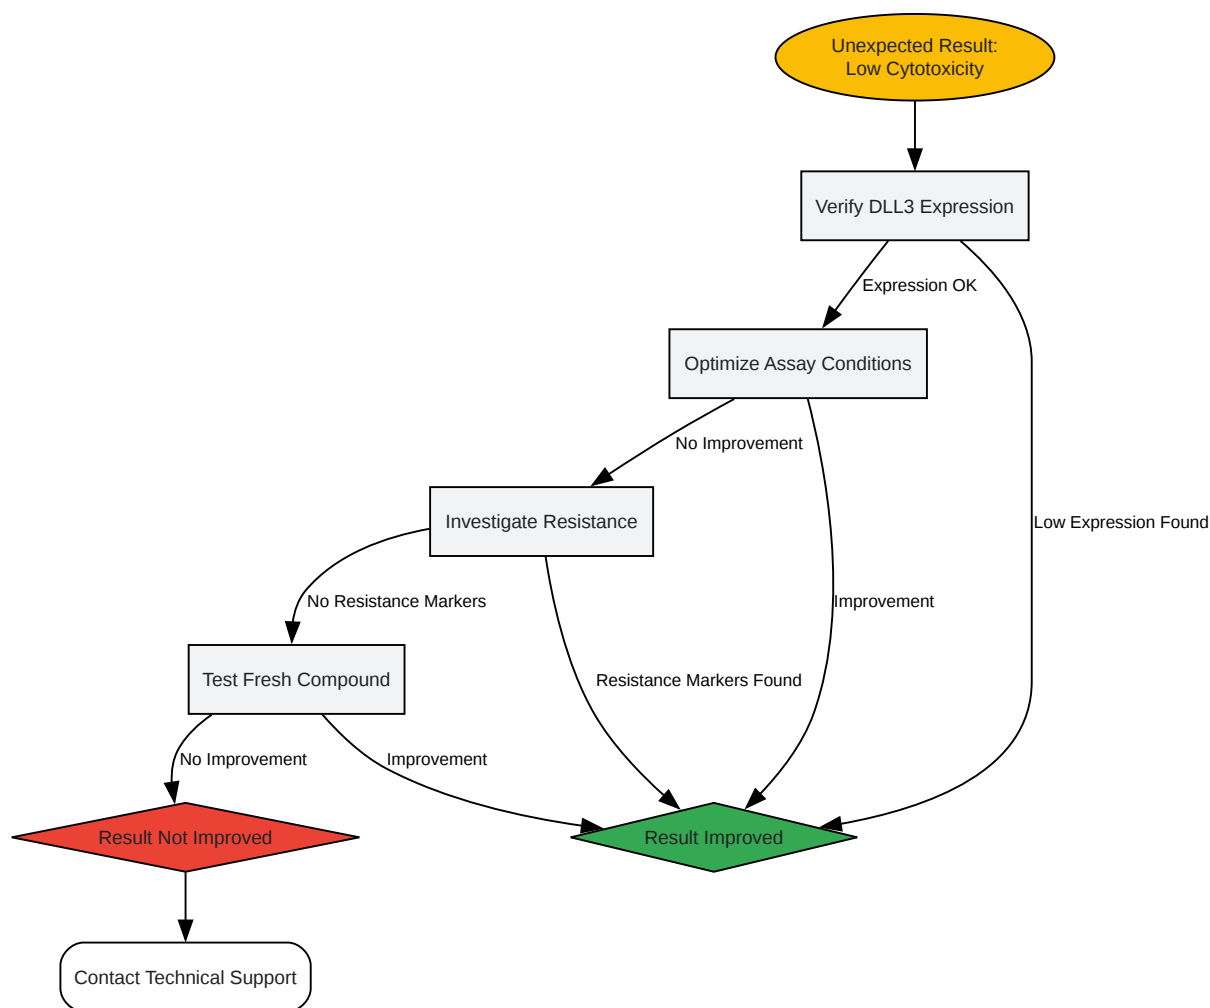 Unexpected Result:
Low Cytotoxicity
Verify DLL3 Expression
Expression OK
Optimize Assay Conditions
No Improvement
Investigate Resistance
Low Expression Found
No Resistance Markers
Improvement
Test Fresh Compound
Resistance Markers Found
No Improvement
Improvement
Result Not Improved
Result Improved
Contact Technical Support